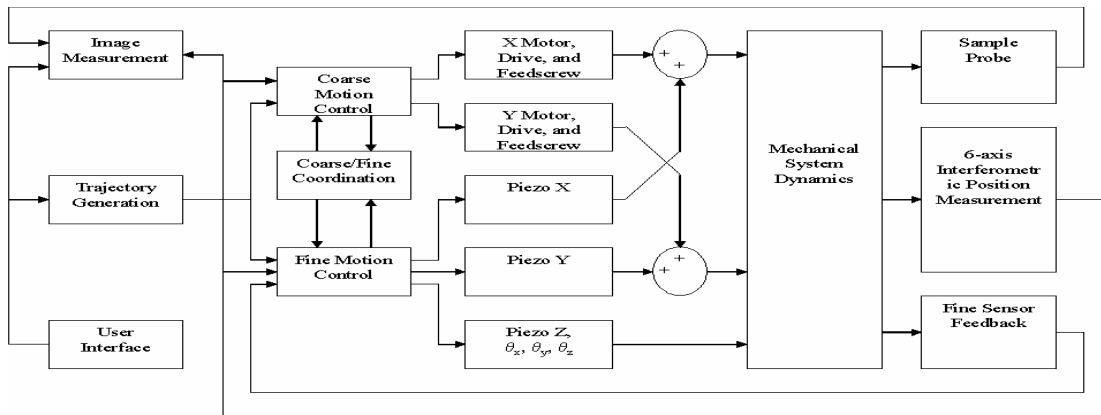 Image
Measurement
Trajectory
Generation
User
Interface
Coarse
Motion
Control
Coarse/Fine
Coordination
Fine Motion
Control
X Motor,
Drive, and
Feedscrew
Y Motor,
Drive, and
Feedscrew
Piezo X
Piezo Y
Piezo Z,
θx, θy, θz
+
+
+
+
Mechanical
System
Dynamics
Sample
Probe
6-axis
Interferometr
ic Position
Measurement
Fine Sensor
Feedback